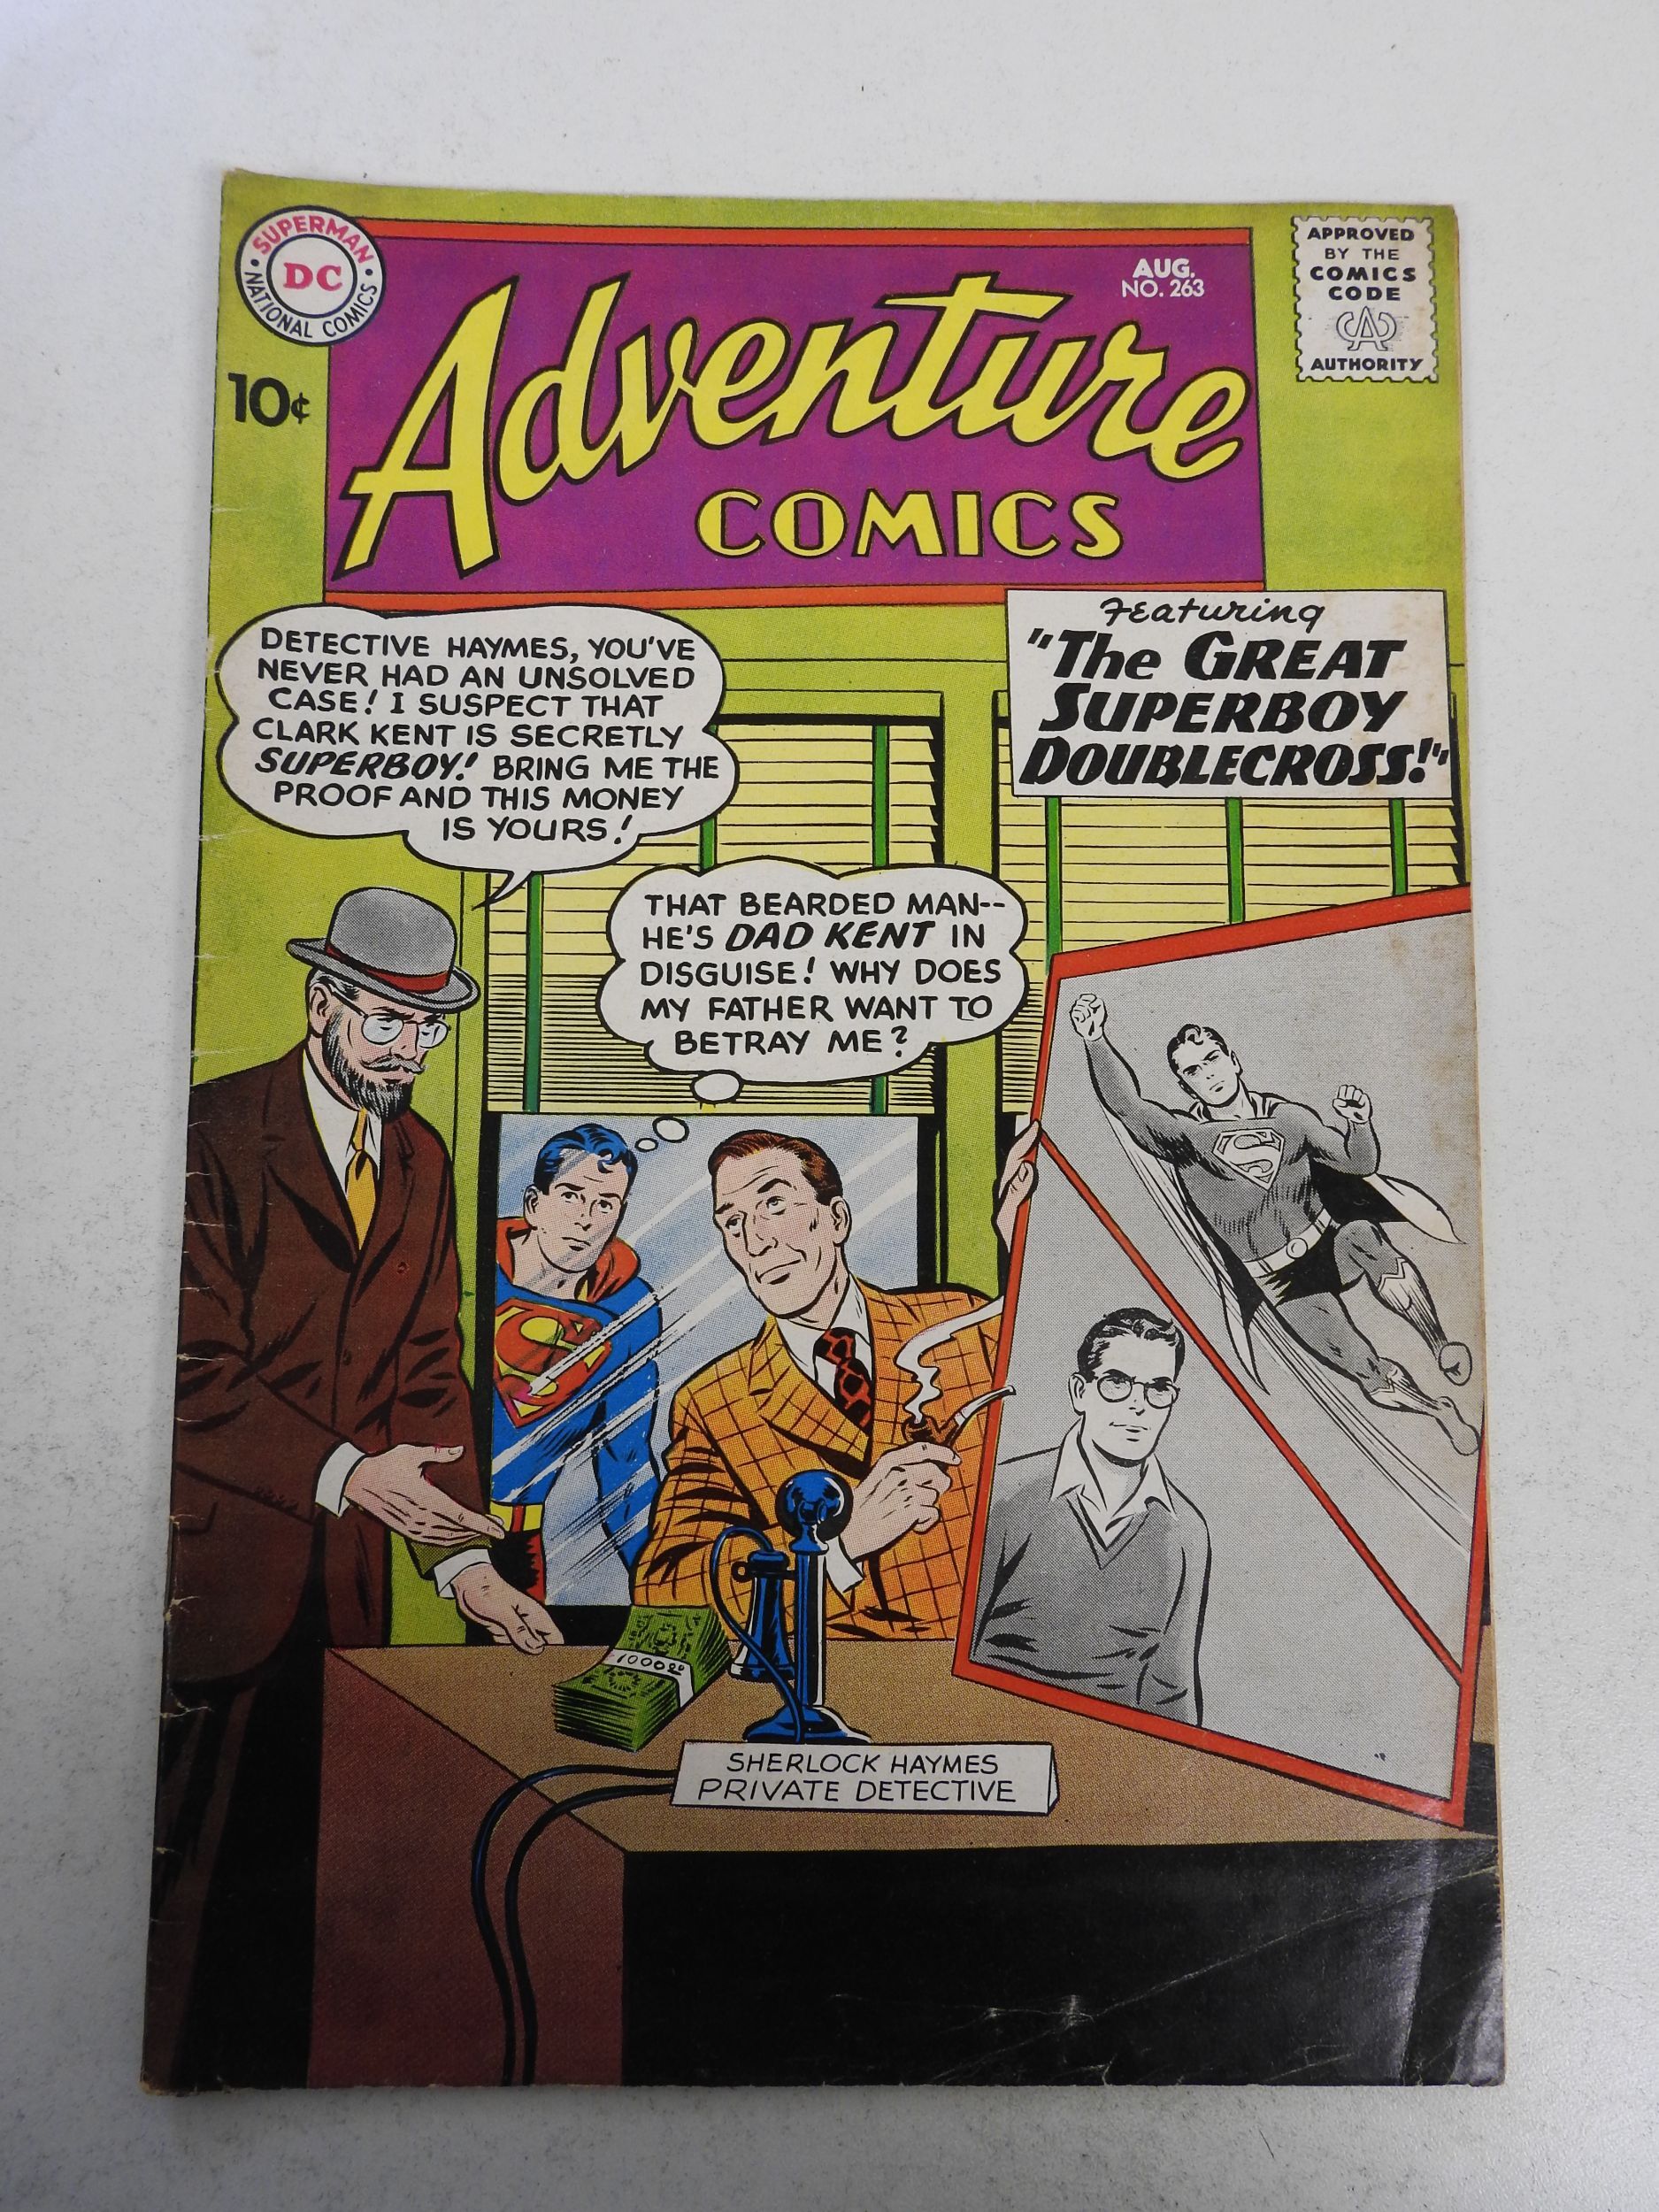 SUPERMAN
DC
NATIONAL COMICS
10¢
Adventure
COMICS
AUG.
NO. 263
APPROVED
BY THE
COMICS
CODE
CA
AUTHORITY
Featuring
"The GREAT
SUPERBOY
DOUBLECROSS!"
DETECTIVE HAYMES, YOU'VE
NEVER HAD AN UNSOLVED
CASE! I SUSPECT THAT
CLARK KENT IS SECRETLY
SUPERBOY! BRING ME THE
PROOF AND THIS MONEY
IS YOURS!
THAT BEARDED MAN--
HE'S DAD KENT IN
DISGUISE! WHY DOES
MY FATHER WANT TO
BETRAY ME?
S
S
100000
SHERLOCK HAYMES
PRIVATE DETECTIVE